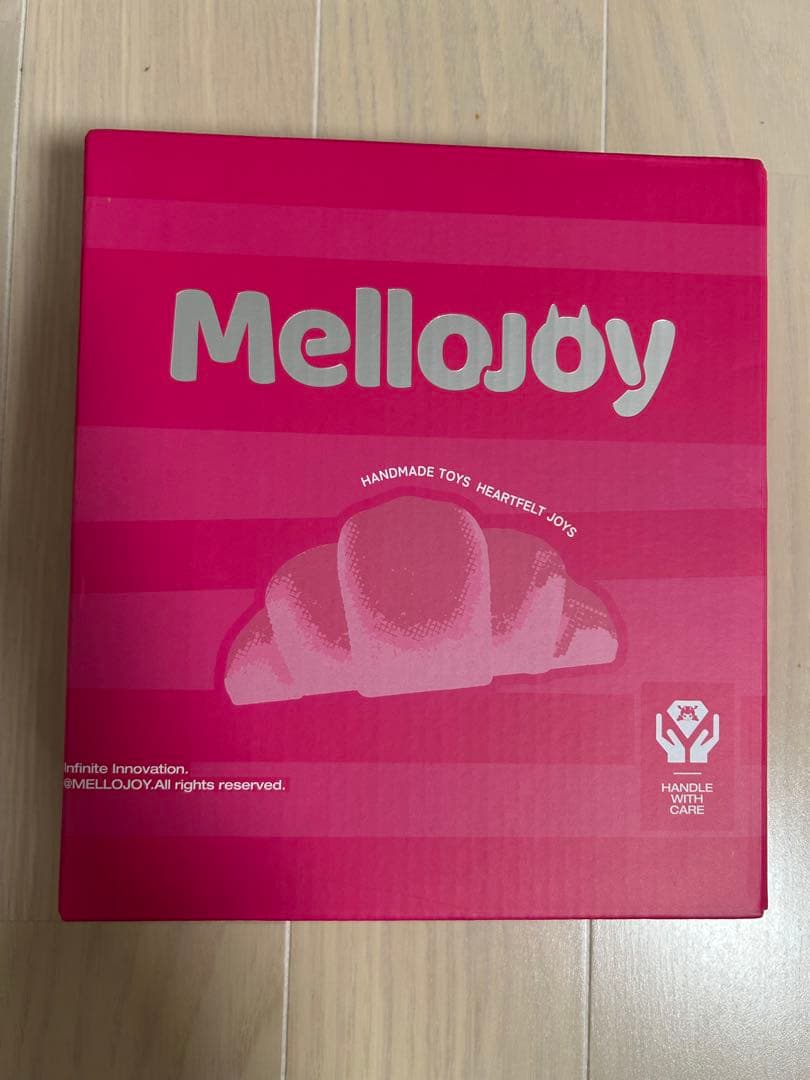 Mellojoy
HANDMADE TOYS HEARTFELT JOYS
Infinite Innovation.
@MELLOJOY.All rights reserved.
HANDLE
WITH
CARE